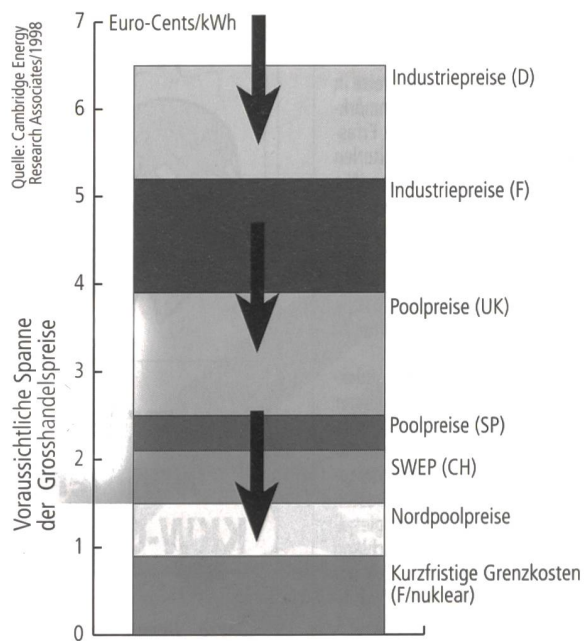 Quelle: Cambridge Energy
Research Associates/1998
Voraussichtliche Spanne
der Grosshandelspreise
7
6
5
4
3
2
1
0
Euro-Cents/kWh
Industriepreise (D)
Industriepreise (F)
Poolpreise (UK)
Poolpreise (SP)
SWEP (CH)
Nordpoolpreise
Kurzfristige Grenzkosten
(F/nuklear)